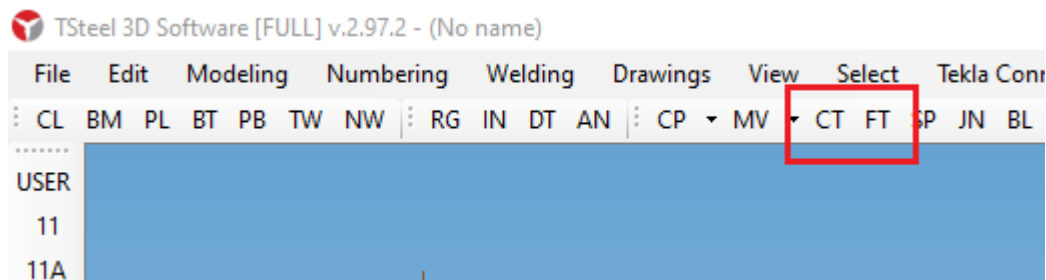 TSteel 3D Software [FULL] v.2.97.2 - (No name)
File Edit Modeling Numbering Welding Drawings View Select Tekla
CL BM PL BT PB TW NW RG IN DT AN CP MV CT FT SP JN BL
USER
11
11A